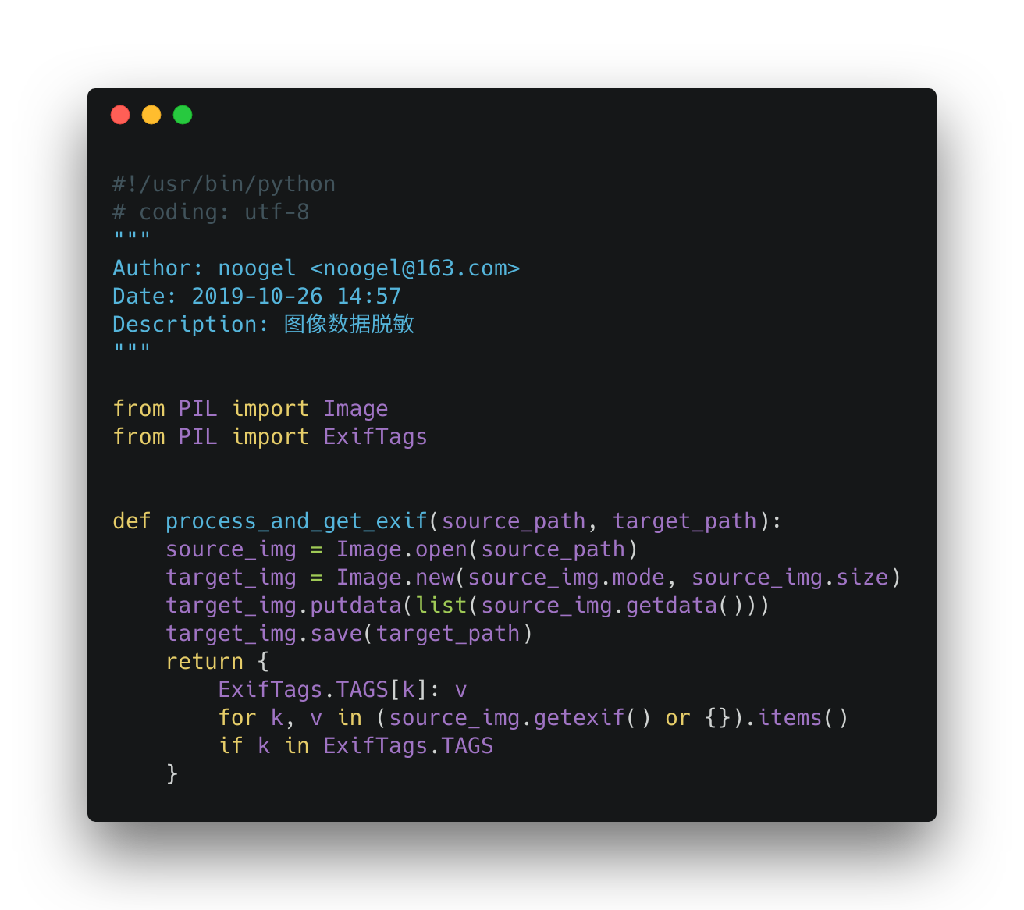 #!/usr/bin/python
# coding: utf-8
"""
Author: noogel <noogel@163.com>
Date: 2019-10-26 14:57
Description: 图像数据脱敏
"""

from PIL import Image
from PIL import ExifTags


def process_and_get_exif(source_path, target_path):
    source_img = Image.open(source_path)
    target_img = Image.new(source_img.mode, source_img.size)
    target_img.putdata(list(source_img.getdata()))
    target_img.save(target_path)
    return {
        ExifTags.TAGS[k]: v
        for k, v in (source_img.getexif() or {}).items()
        if k in ExifTags.TAGS
    }